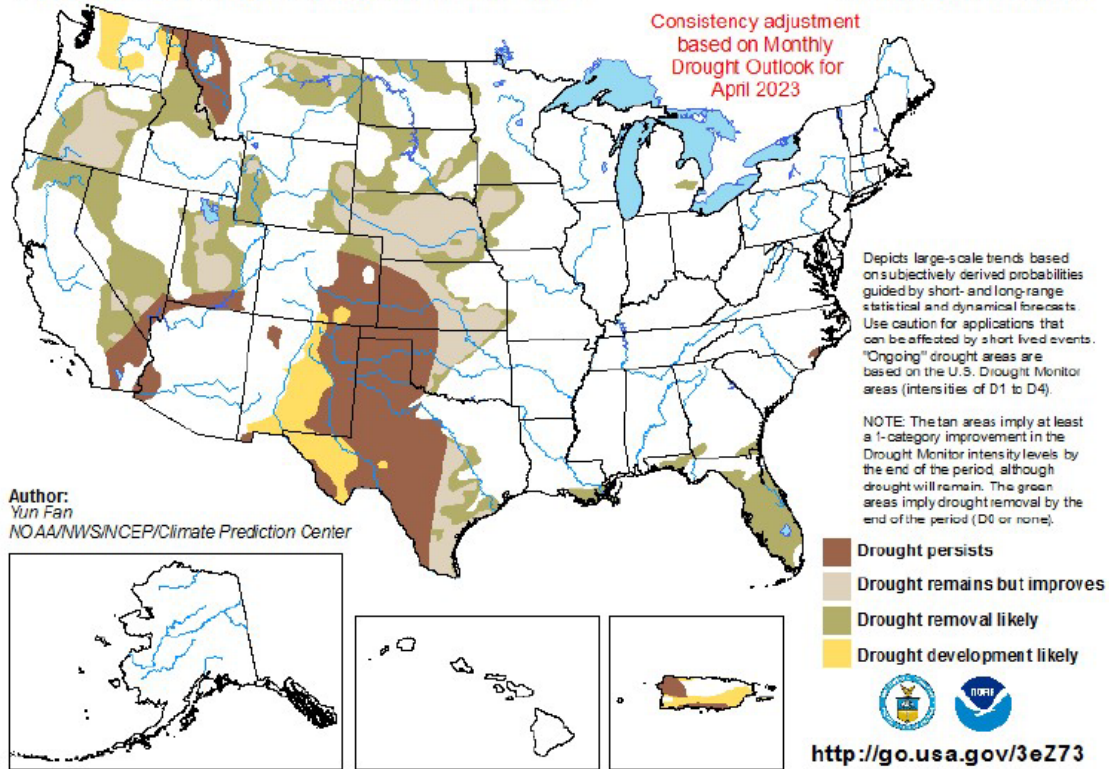 Consistency adjustment
based on Monthly
Drought Outlook for
April 2023
Depicts large-scale trends based
on subjectively derived probabilities
guided by short- and long-range
statistical and dynamical forecasts.
Use caution for applications that
can be affected by short lived events.
"Ongoing" drought areas are
based on the U.S. Drought Monitor
areas (intensities of D1 to D4).
NOTE: The tan areas imply at least
a 1-category improvement in the
Drought Monitor intensity levels by
the end of the period, although
drought will remain. The green
areas imply drought removal by the
end of the period (D0 or none).
Author:
Yun Fan
NOAA/NWS/NCEP/Climate Prediction Center
Drought persists
Drought remains but improves
Drought removal likely
Drought development likely
NOAA
http://go.usa.gov/3eZ73